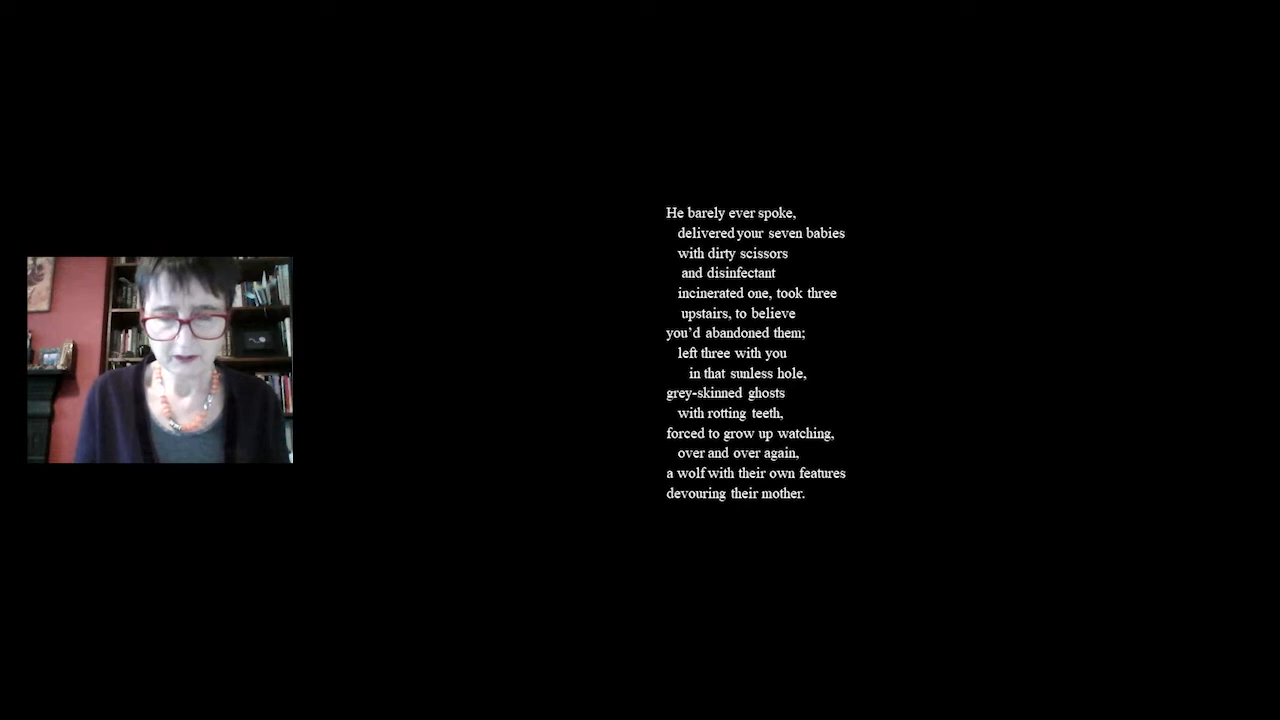 He barely ever spoke,
delivered your seven babies
with dirty scissors
and disinfectant
incinerated one, took three
upstairs, to believe
you’d abandoned them;
left three with you
in that sunless hole,
grey-skinned ghosts
with rotting teeth,
forced to grow up watching,
over and over again,
a wolf with their own features
devouring their mother.